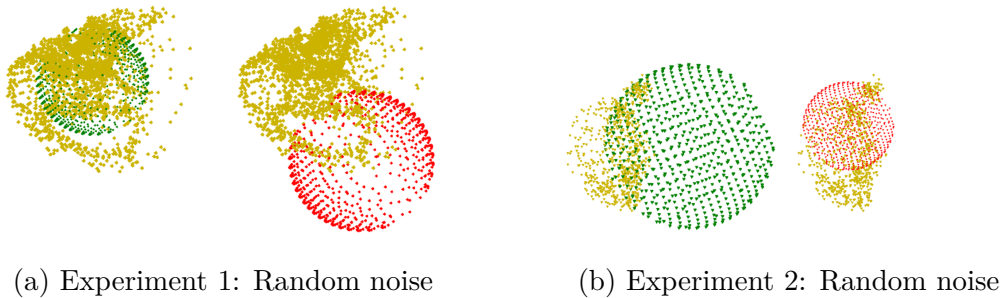 (a) Experiment 1: Random noise
(b) Experiment 2: Random noise